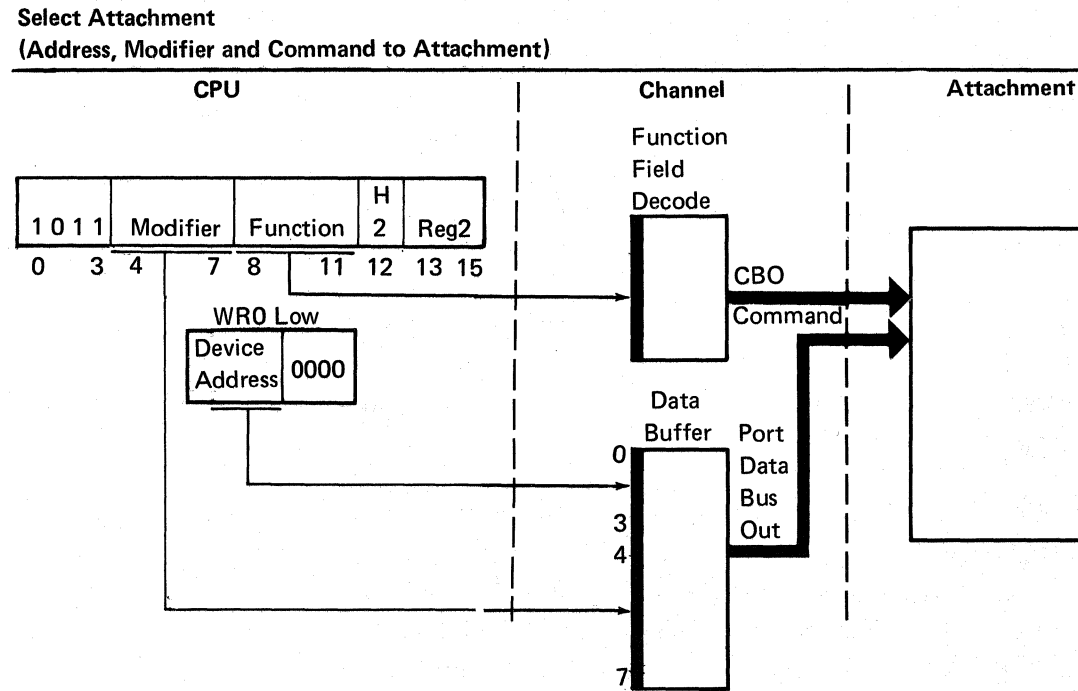 Select Attachment
(Address, Modifier and Command to Attachment)
CPU
Channel
Attachment
Function
Field
Decode
H
1 0 1 1 Modifier Function 2 Reg2
0 3 4 7 8 11 12 13 15
CBO
Command
WR0 Low
Device
Address
0000
Data
Buffer
Port
Data
Bus
Out
0
3
4
7